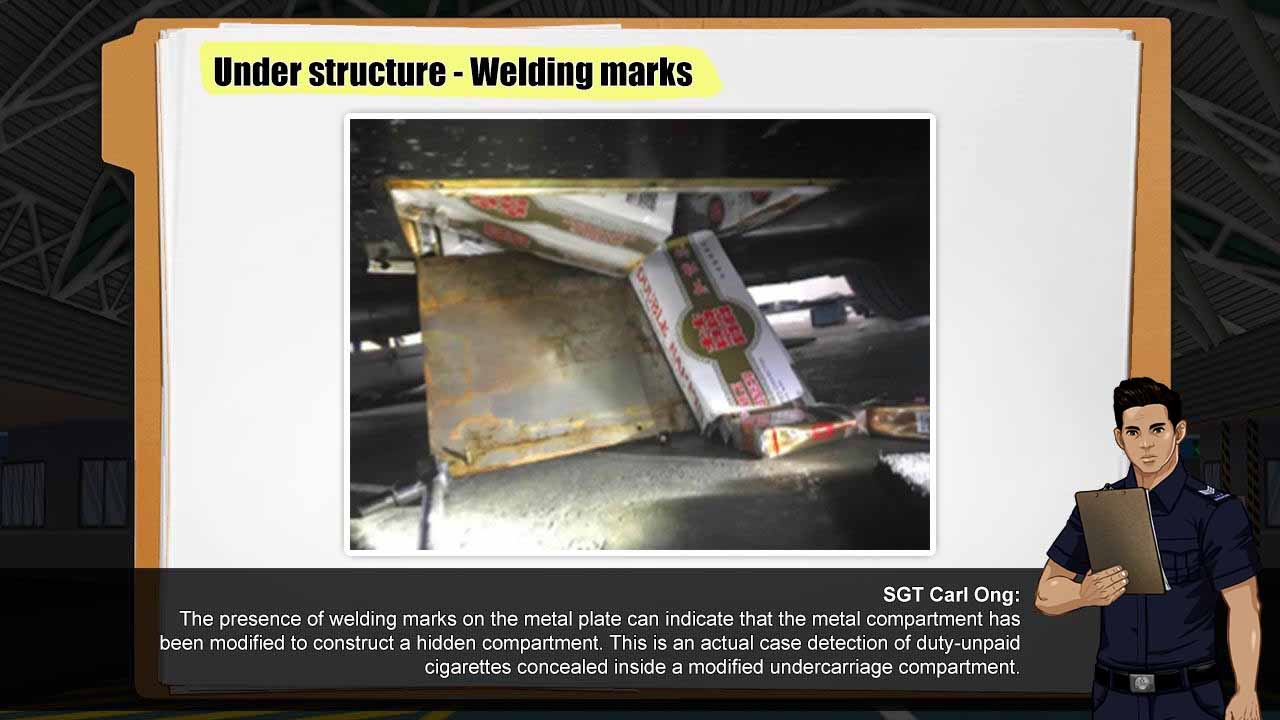 Under structure - Welding marks
DOUBLE
SGT Carl Ong:
The presence of welding marks on the metal plate can indicate that the metal compartment has
been modified to construct a hidden compartment. This is an actual case detection of duty-unpaid
cigarettes concealed inside a modified undercarriage compartment.